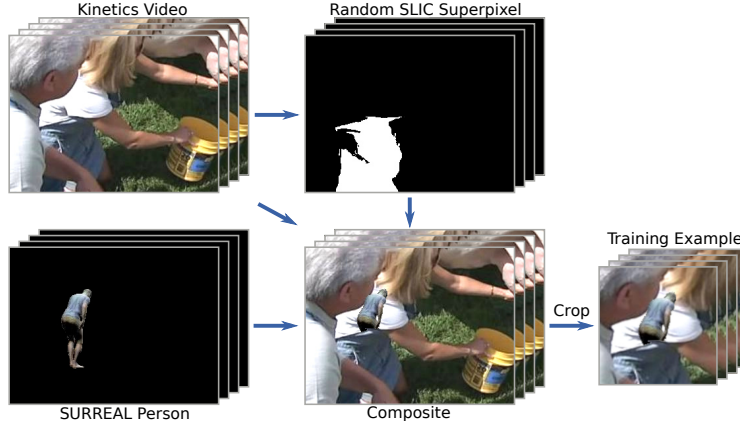 Kinetics Video
Random SLIC Superpixel
Training Example
Crop
SURREAL Person
Composite